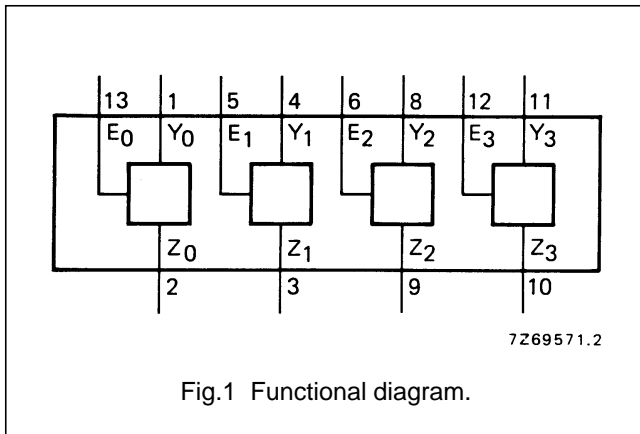 13 1 5 4 6 8 12 11
E0 Y0 E1 Y1 E2 Y2 E3 Y3
Z0 Z1 Z2 Z3
2 3 9 10
7Z69571.2
Fig.1 Functional diagram.